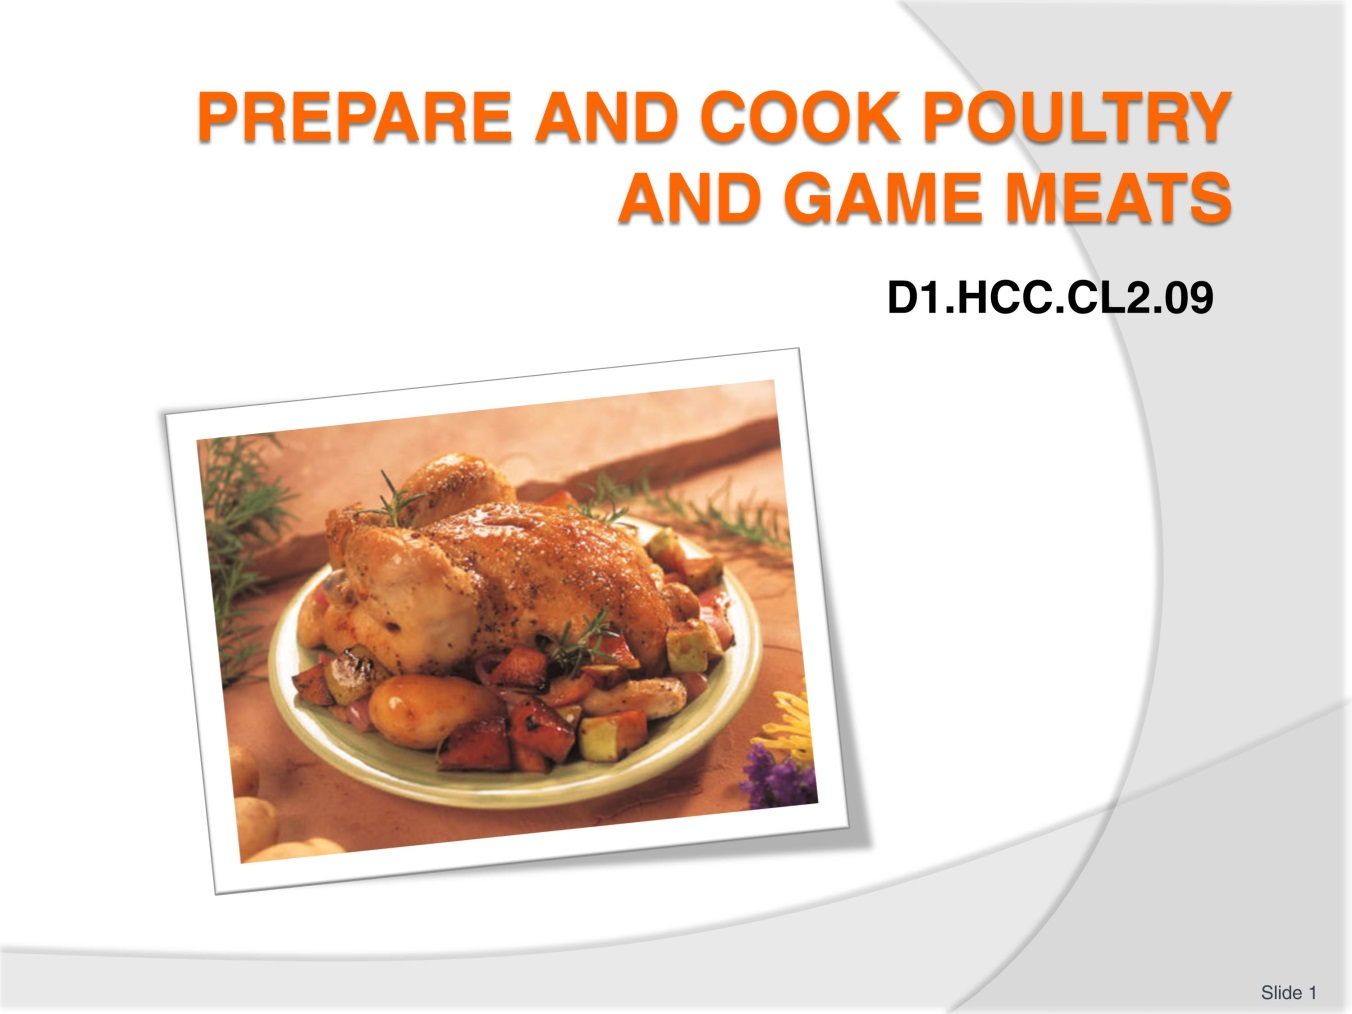 PREPARE AND COOK POULTRY
AND GAME MEATS
D1.HCC.CL2.09
Slide 1